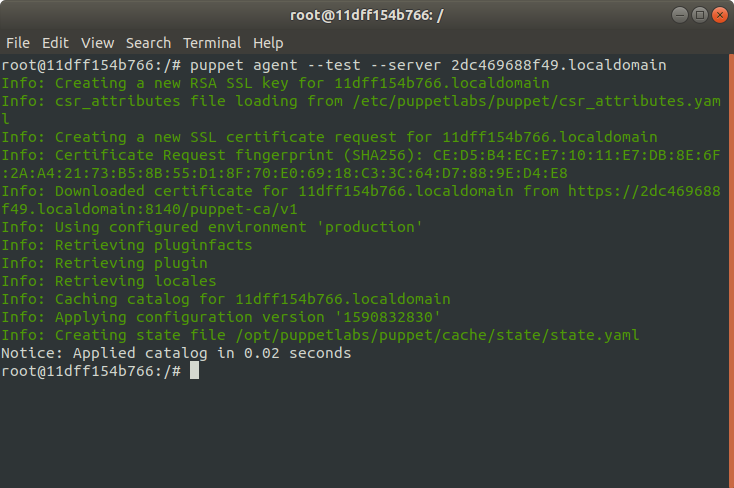 root@11dff154b766: /
File Edit View Search Terminal Help
root@11dff154b766:/# puppet agent --test --server 2dc469688f49.localdomain
Info: Creating a new RSA SSL key for 11dff154b766.localdomain
Info: csr_attributes file loading from /etc/puppetlabs/puppet/csr_attributes.yam
l
Info: Creating a new SSL certificate request for 11dff154b766.localdomain
Info: Certificate Request fingerprint (SHA256): CE:D5:B4:EC:E7:10:11:E7:DB:8E:6F
:2A:A4:21:73:B5:8B:55:D1:8F:70:E0:69:18:C3:3C:64:D7:88:9E:D4:E8
Info: Downloaded certificate for 11dff154b766.localdomain from https://2dc469688
f49.localdomain:8140/puppet-ca/v1
Info: Using configured environment 'production'
Info: Retrieving pluginfacts
Info: Retrieving plugin
Info: Retrieving locales
Info: Caching catalog for 11dff154b766.localdomain
Info: Applying configuration version '1590832830'
Info: Creating state file /opt/puppetlabs/puppet/cache/state/state.yaml
Notice: Applied catalog in 0.02 seconds
root@11dff154b766:/#